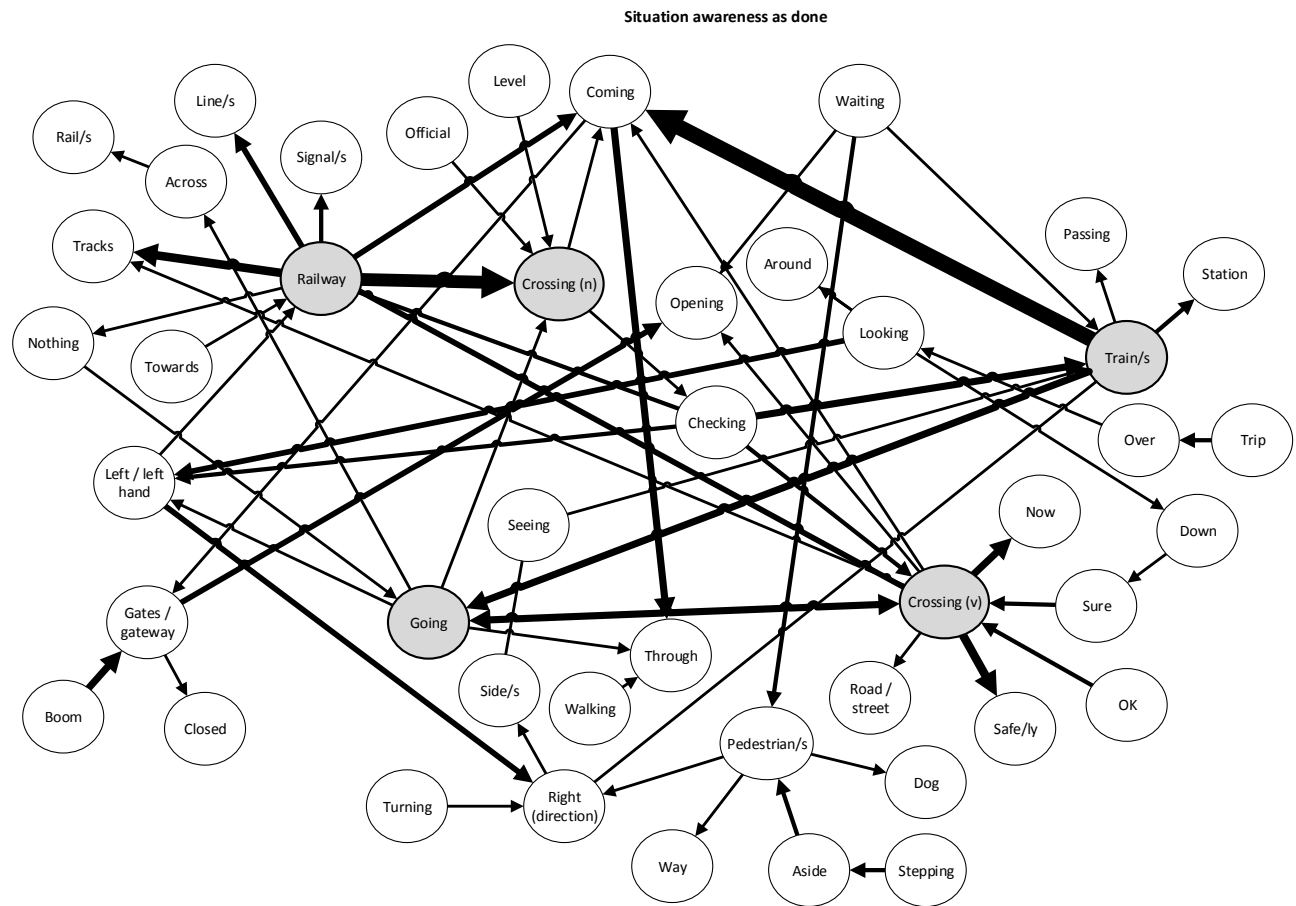 Situation awareness as done
Level
Coming
Waiting
Line/s
Official
Rail/s
Signal/s
Across
Passing
Tracks
Around
Station
Railway
Crossing (n)
Opening
Looking
Nothing
Towards
Train/s
Checking
Over
Trip
Left / left
hand
Seeing
Now
Down
Crossing (v)
Sure
Gates /
gateway
Going
Through
Side/s
Road /
street
OK
Boom
Closed
Walking
Safe/ly
Pedestrian/s
Dog
Turning
Right
(direction)
Way
Aside
Stepping